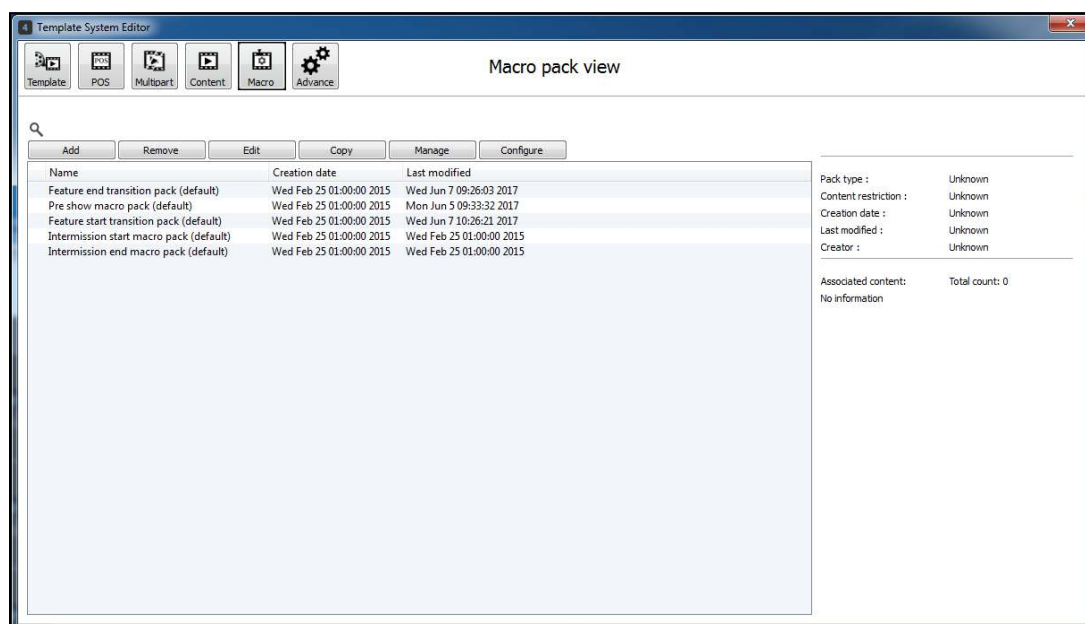 4 Template System Editor
Template POS Multipart Content Macro Advance
Macro pack view
Add Remove Edit Copy Manage Configure
Name Creation date Last modified
Feature end transition pack (default) Wed Feb 25 01:00:00 2015 Wed Jun 7 09:26:03 2017
Pre show macro pack (default) Wed Feb 25 01:00:00 2015 Mon Jun 5 09:33:32 2017
Feature start transition pack (default) Wed Feb 25 01:00:00 2015 Wed Jun 7 10:26:21 2017
Intermission start macro pack (default) Wed Feb 25 01:00:00 2015 Wed Feb 25 01:00:00 2015
Intermission end macro pack (default) Wed Feb 25 01:00:00 2015 Wed Feb 25 01:00:00 2015
Pack type : Unknown
Content restriction : Unknown
Creation date : Unknown
Last modified : Unknown
Creator : Unknown
Associated content: Total count: 0
No information